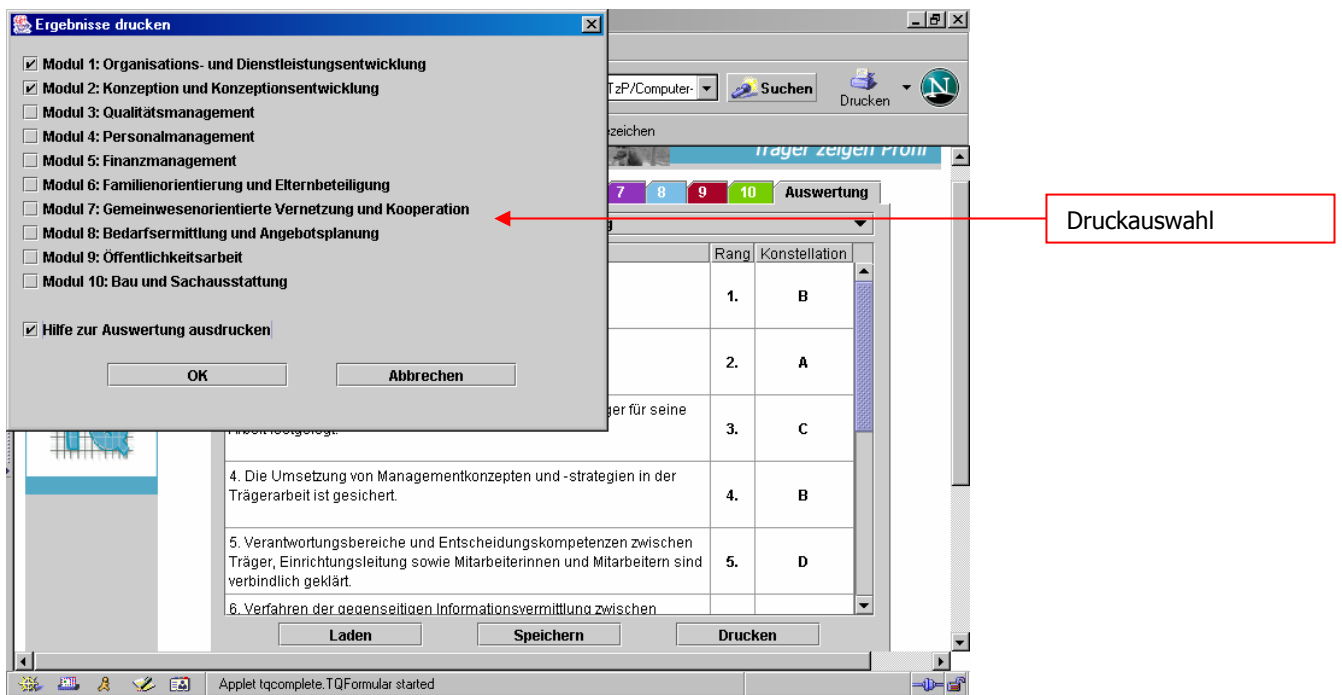 Ergebnisse drucken
Modul 1: Organisations- und Dienstleistungsentwicklung
Modul 2: Konzeption und Konzeptionsentwicklung
Modul 3: Qualitätsmanagement
Modul 4: Personalmanagement
Modul 5: Finanzmanagement
Modul 6: Familienorientierung und Elternbeteiligung
Modul 7: Gemeinwesenorientierte Vernetzung und Kooperation
Modul 8: Bedarfsermittlung und Angebotsplanung
Modul 9: Öffentlichkeitsarbeit
Modul 10: Bau und Sachausstattung
Hilfe zur Auswertung ausdrucken
OK Abbrechen
TzP/Computer- Suchen Drucken N
ezeichen
Träger zeigen Profil
7 8 9 10 Auswertung
Druckauswahl
g
Rang Konstellation
1. B
2. A
ger für seine
3. C
4. Die Umsetzung von Managementkonzepten und -strategien in der
Trägerarbeit ist gesichert.
4. B
5. Verantwortungsbereiche und Entscheidungskompetenzen zwischen
Träger, Einrichtungsleitung sowie Mitarbeiterinnen und Mitarbeitern sind
verbindlich geklärt.
5. D
6. Verfahren der gegenseitigen Informationsvermittlung zwischen
Laden Speichern Drucken
Applet tqcomplete.TQFormular started